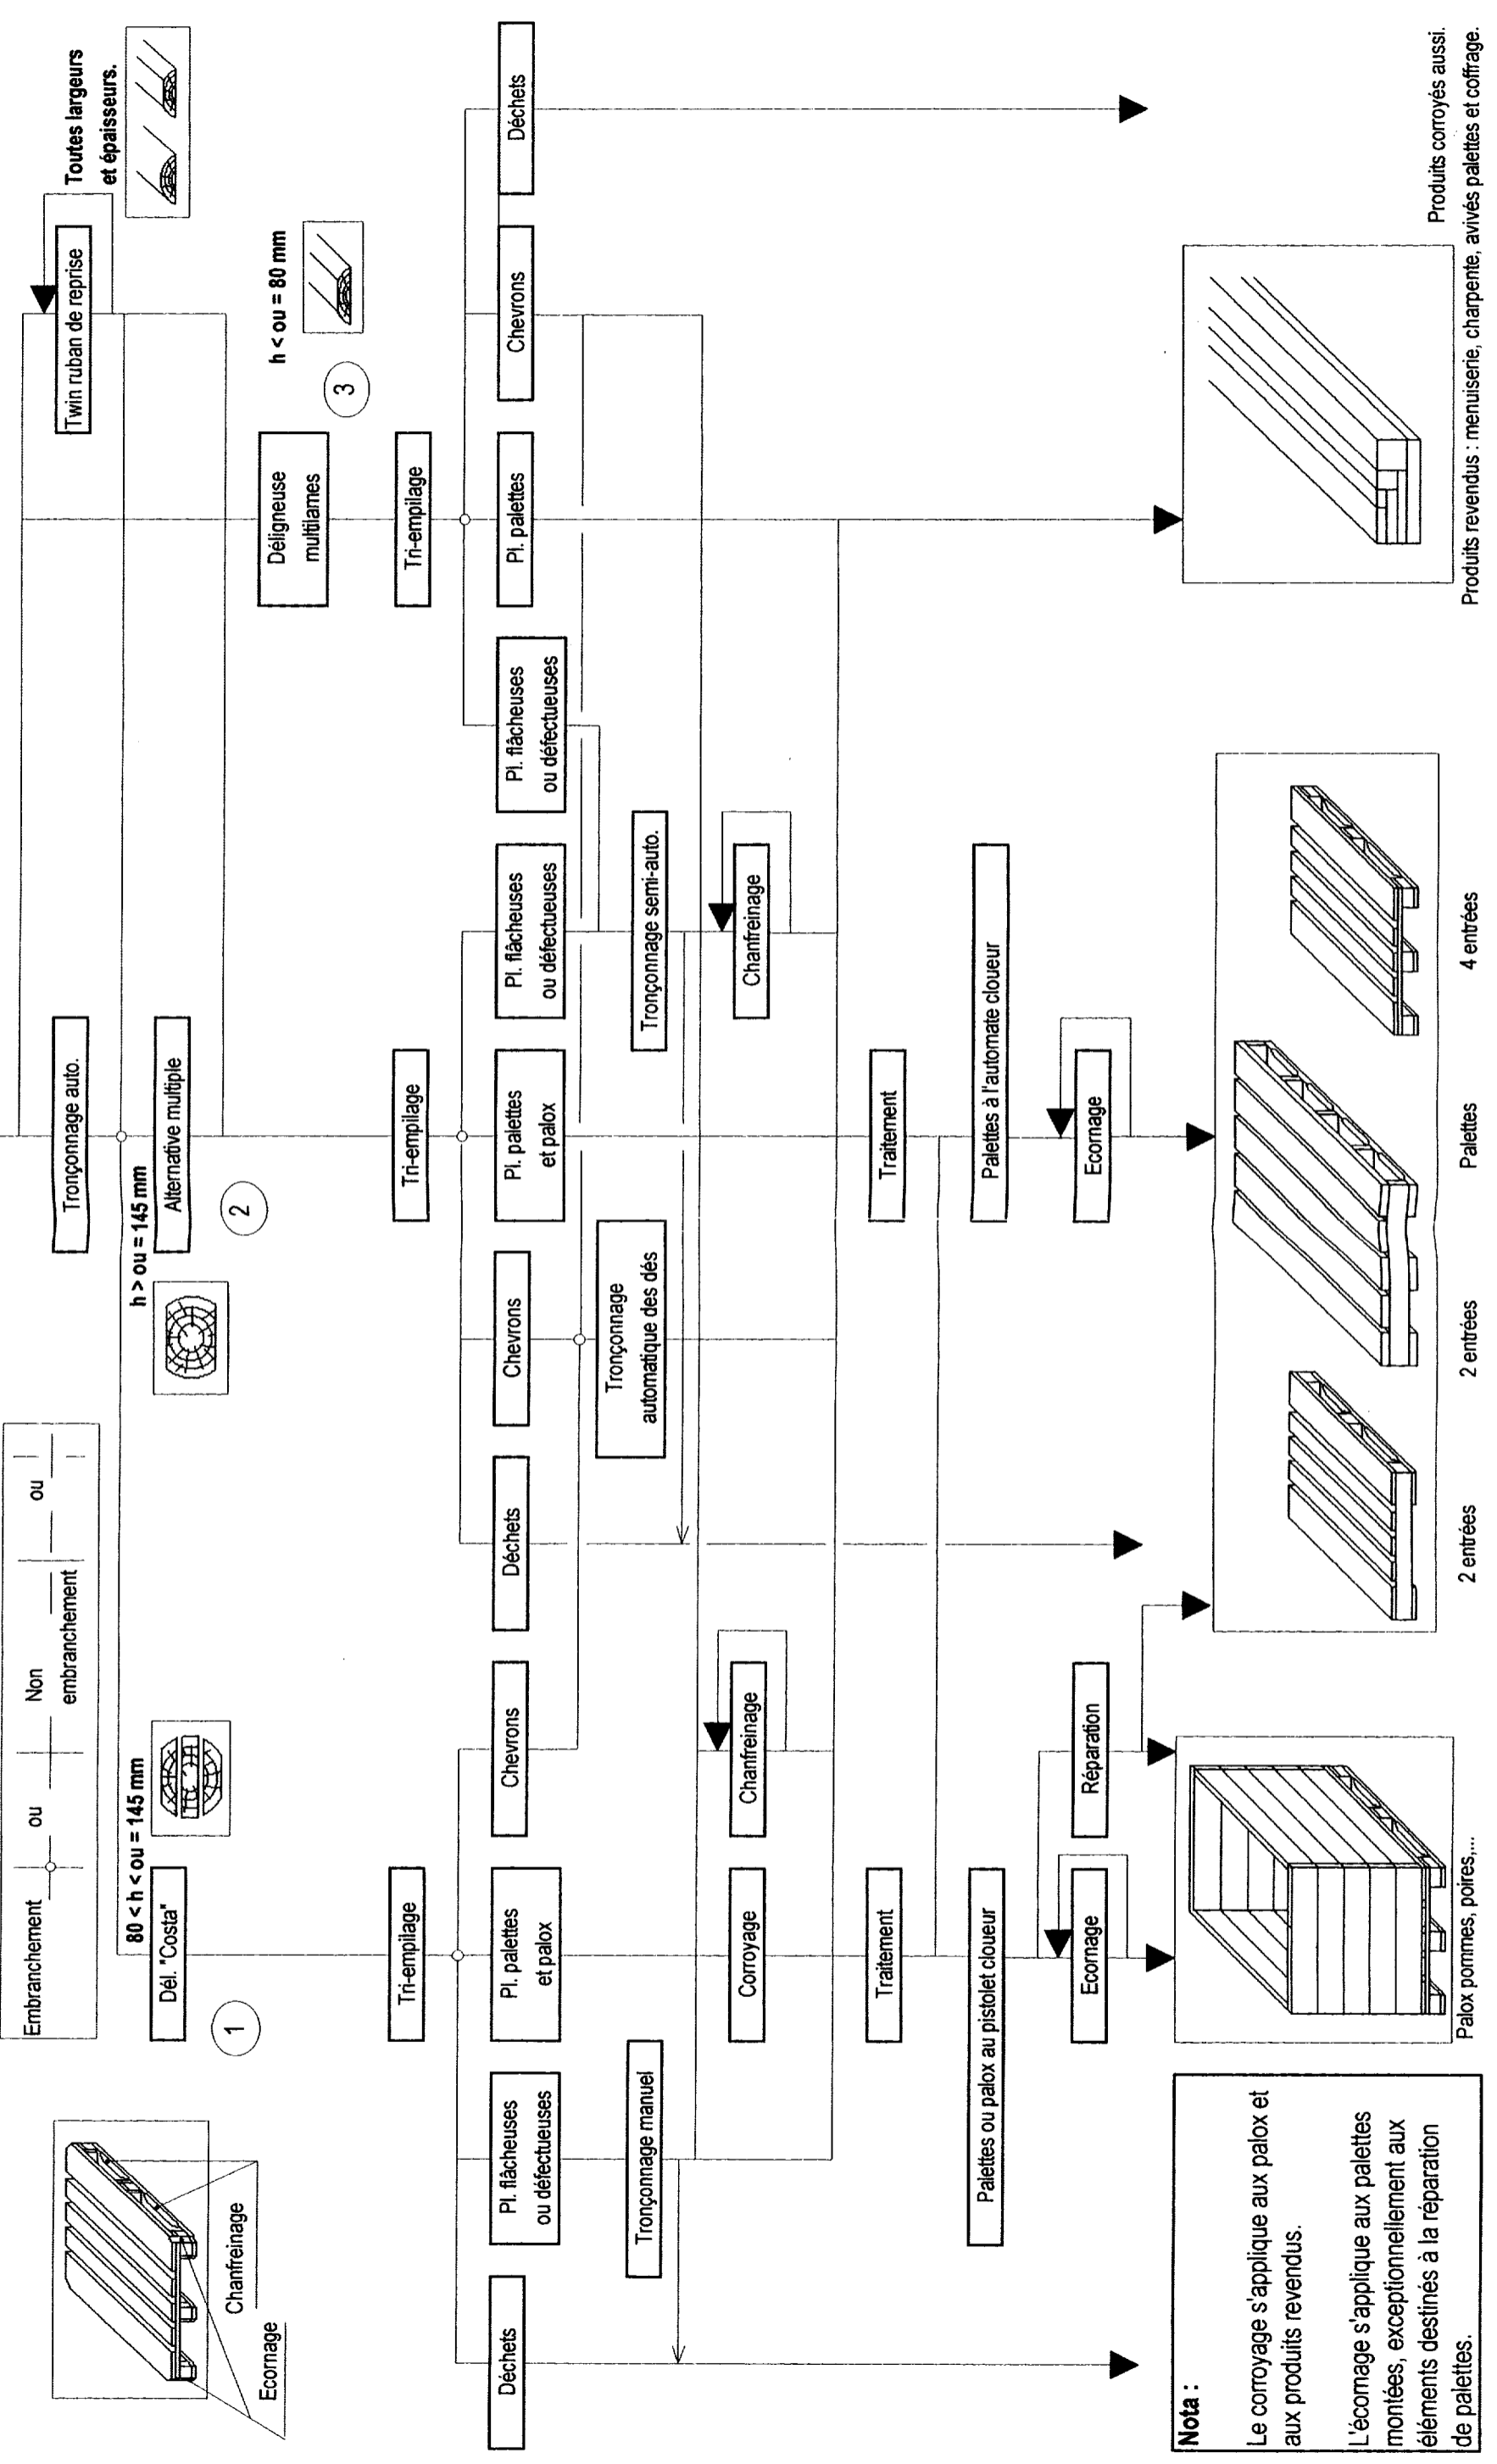 Toutes largeurs
et épaisseurs.
Twin ruban de reprise
Tronçonnage auto.
Embranchement
ou
Non
embranchement
ou
h > ou = 145 mm
Alternative multiple
2
80 < h < ou = 145 mm
Dél. "Costa"
1
h < ou = 80 mm
3
Déligneuse
multilames
Chanfreinage
Ecornage
Tri-empilage
Tri-empilage
Tri-empilage
Déchets
Pl. flâcheuses
ou défectueuses
Pl. palettes
et palox
Chevrons
Déchets
Chevrons
Pl. palettes
et palox
Pl. flâcheuses
ou défectueuses
Pl. flâcheuses
ou défectueuses
Pl. palettes
Chevrons
Déchets
Tronçonnage manuel
Tronçonnage
automatique des dés
Tronçonnage semi-auto.
Corroyage
Chanfreinage
Chanfreinage
Traitement
Traitement
Palettes ou palox au pistolet cloueur
Palettes à l'automate cloueur
Ecornage
Réparation
Ecornage
Nota :
Le corroyage s'applique aux palox et
aux produits revendus.
L'écornage s'applique aux palettes
montées, exceptionnellement aux
éléments destinés à la réparation
de palettes.
Palox pommes, poires,...
2 entrées
2 entrées
Palettes
4 entrées
Produits corroyés aussi.
Produits revendus : menuiserie, charpente, avivés palettes et coffrage.